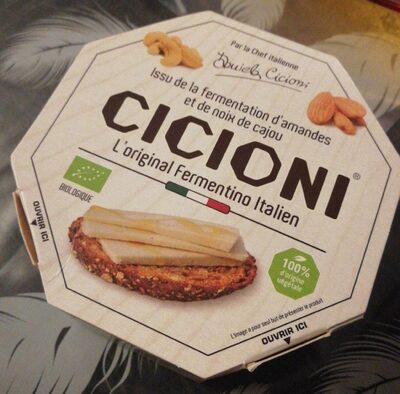 Par la Chef italienne
Daniela Cicioni
Issu de la fermentation d'amandes
et de noix de cajou
CICIONI®
L'original Fermentino Italien
BIOLOGIQUE
OUVRIR ICI
100%
d'origine
végétale
L'image a pour seul but de présenter le produit
OUVRIR ICI